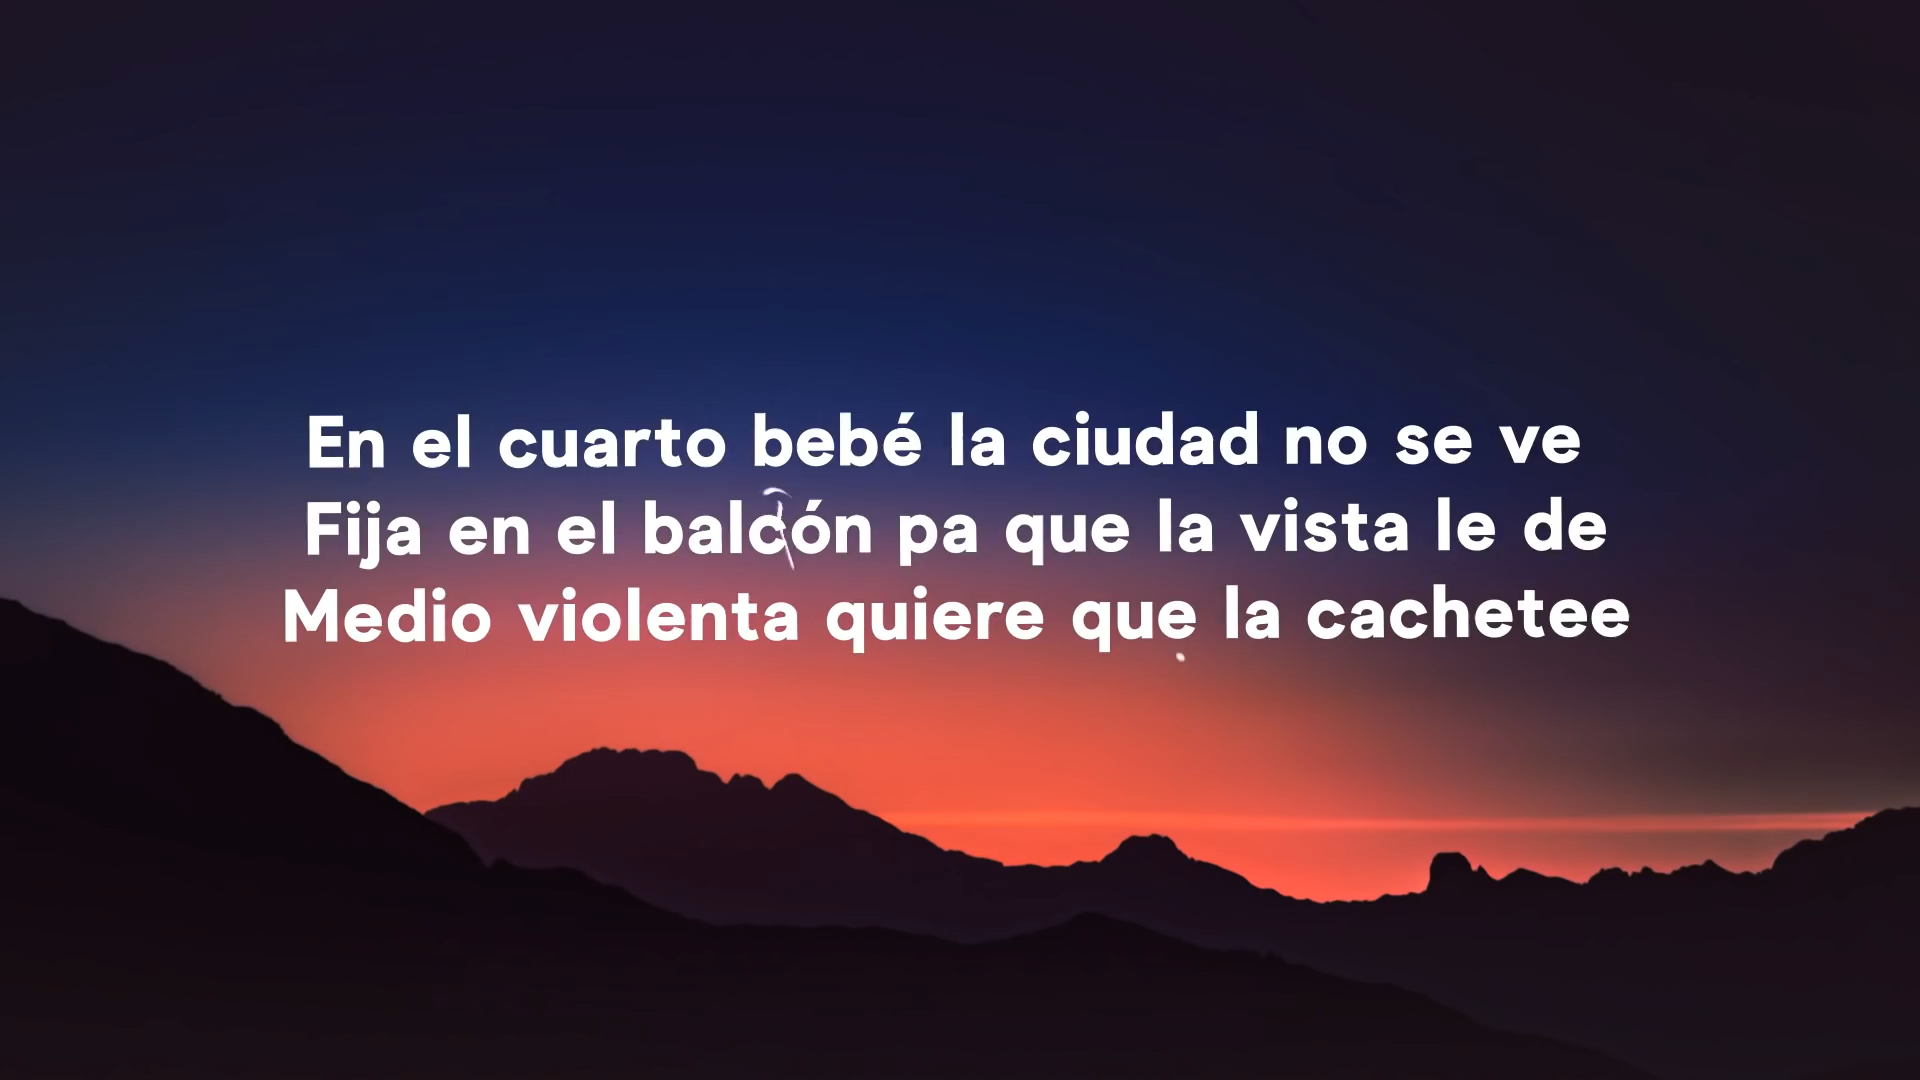 En el cuarto bebé la ciudad no se ve
Fija en el balcón pa que la vista le de
Medio violenta quiere que la cachetee